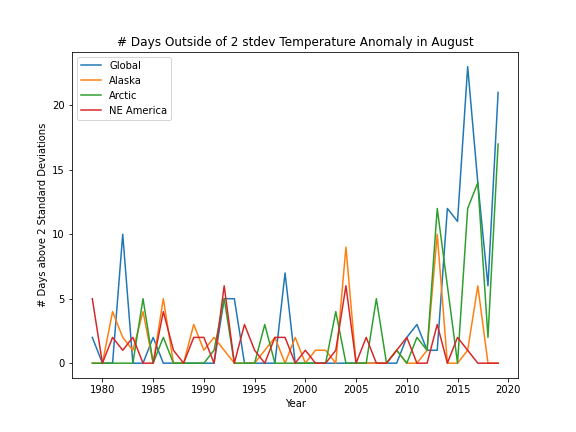 # Days Outside of 2 stdev Temperature Anomaly in August
Global
Alaska
Arctic
NE America
# Days above 2 Standard Deviations
20
15
10
5
0
1980 1985 1990 1995 2000 2005 2010 2015 2020
Year